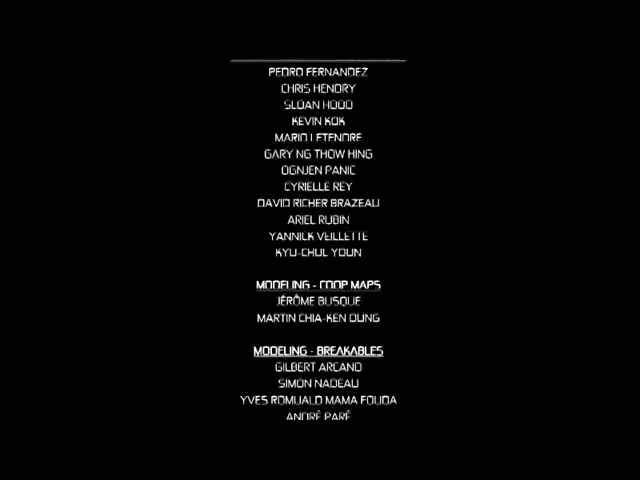 PEDRO FERNANDEZ
CHRIS HENDRY
SLOAN HOOD
KEVIN KOK
MARIO LETENDRE
GARY NG THOW HING
OGNJEN PANIC
CYRIELLE REY
DAVID RICHER BRAZEAU
ARIEL RUBIN
YANNICK VEILLETTE
KYU-CHUL YOUN
MODELING - COOP MAPS
JÉRÔME BUSQUE
MARTIN CHIA-KEN OUNG
MODELING - BREAKABLES
GILBERT ARCAND
SIMON NADEAU
YVES ROMUALD MAMA FOUDA
ANDRÉ PARÉ